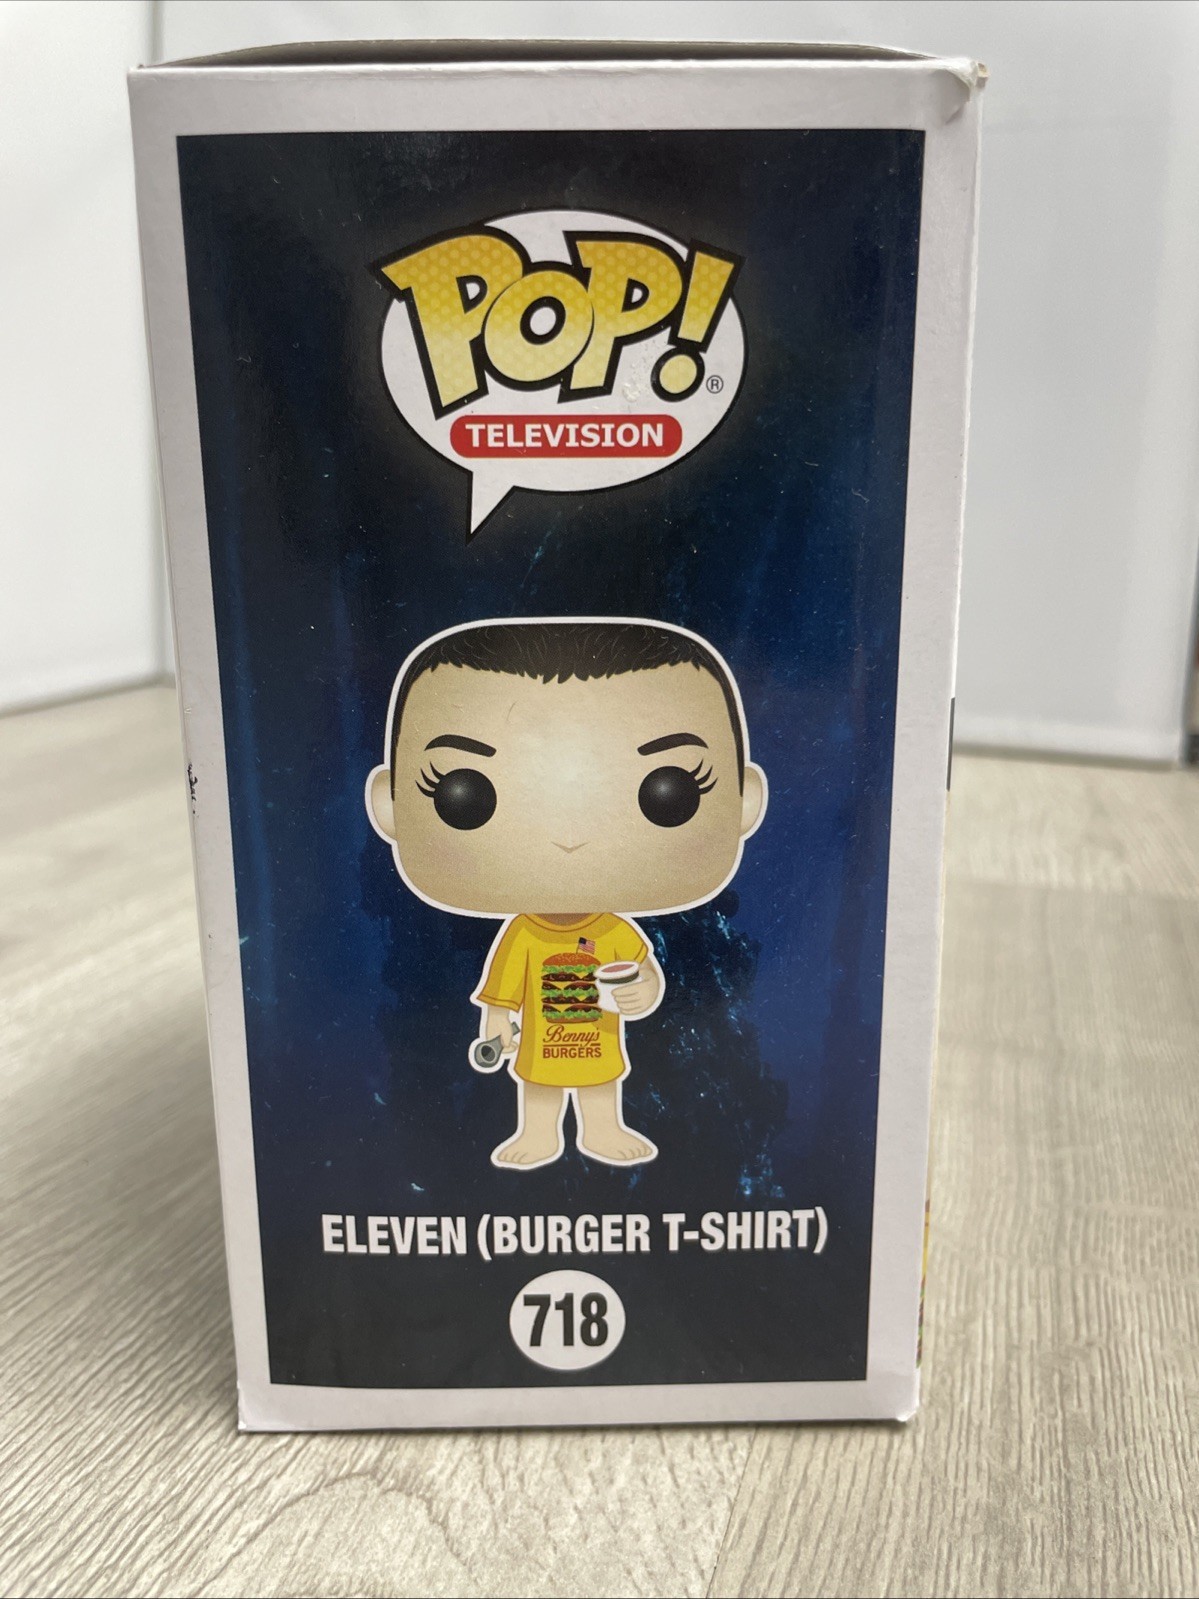 POP!®
TELEVISION
Benny's
BURGERS
ELEVEN (BURGER T-SHIRT)
718